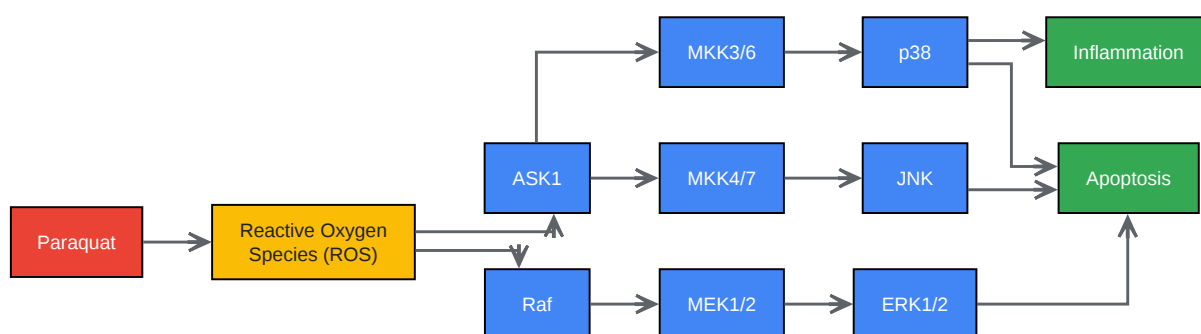 MKK3/6
p38
Inflammation
ASK1
MKK4/7
JNK
Apoptosis
Paraquat
Reactive Oxygen
Species (ROS)
Raf
MEK1/2
ERK1/2